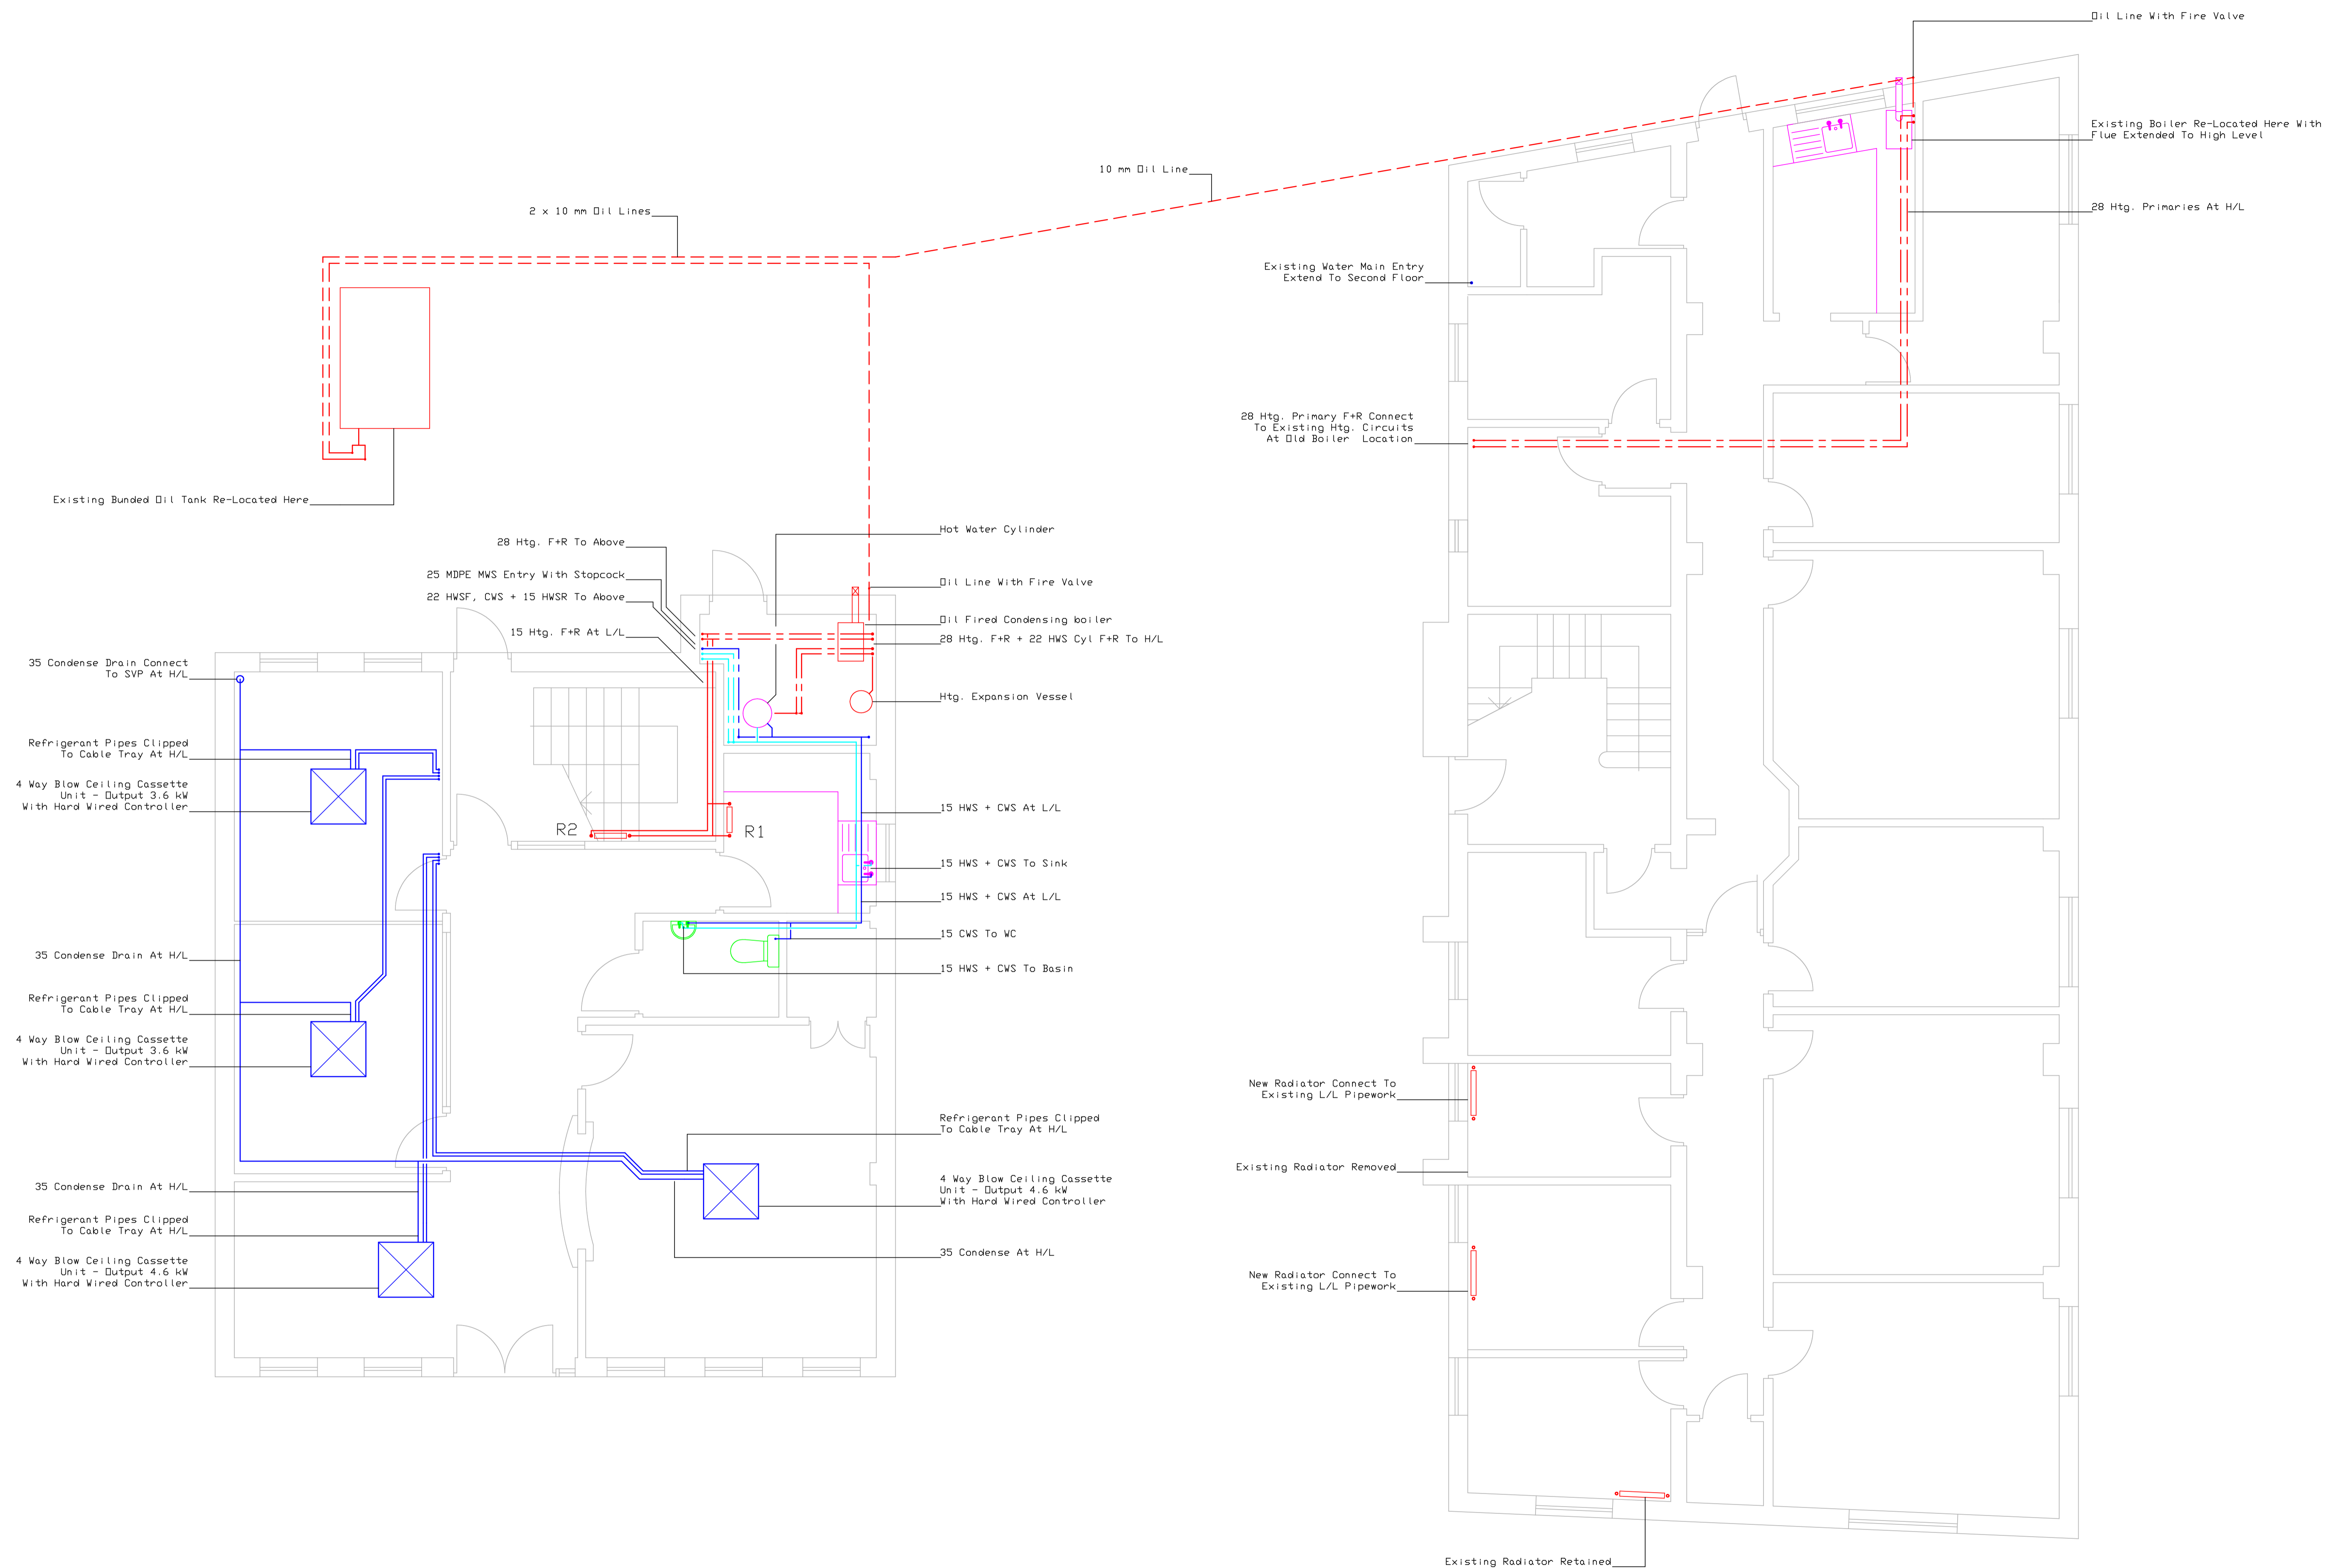 Oil Line With Fire Valve
Existing Boiler Re-Located Here With
Flue Extended To High Level
10 mm Oil Line
28 Htg. Primaries At H/L
2 x 10 mm Oil Lines
Existing Water Main Entry
Extend To Second Floor
28 Htg. Primary F+R Connect
To Existing Htg. Circuits
At Old Boiler Location
Existing Bunded Oil Tank Re-Located Here
Hot Water Cylinder
28 Htg. F+R To Above
25 MDPE MWS Entry With Stopcock
Oil Line With Fire Valve
22 HWSF, CWS + 15 HWSR To Above
Oil Fired Condensing boiler
15 Htg. F+R At L/L
28 Htg. F+R + 22 HWS Cyl F+R To H/L
35 Condense Drain Connect
To SVP At H/L
Htg. Expansion Vessel
Refrigerant Pipes Clipped
To Cable Tray At H/L
4 Way Blow Ceiling Cassette
Unit - Output 3.6 kW
With Hard Wired Controller
15 HWS + CWS At L/L
R2
R1
15 HWS + CWS To Sink
15 HWS + CWS At L/L
15 CWS To WC
35 Condense Drain At H/L
15 HWS + CWS To Basin
Refrigerant Pipes Clipped
To Cable Tray At H/L
4 Way Blow Ceiling Cassette
Unit - Output 3.6 kW
With Hard Wired Controller
New Radiator Connect To
Existing L/L Pipework
Refrigerant Pipes Clipped
To Cable Tray At H/L
Existing Radiator Removed
35 Condense Drain At H/L
4 Way Blow Ceiling Cassette
Unit - Output 4.6 kW
With Hard Wired Controller
Refrigerant Pipes Clipped
To Cable Tray At H/L
35 Condense At H/L
4 Way Blow Ceiling Cassette
Unit - Output 4.6 kW
With Hard Wired Controller
New Radiator Connect To
Existing L/L Pipework
Existing Radiator Retained